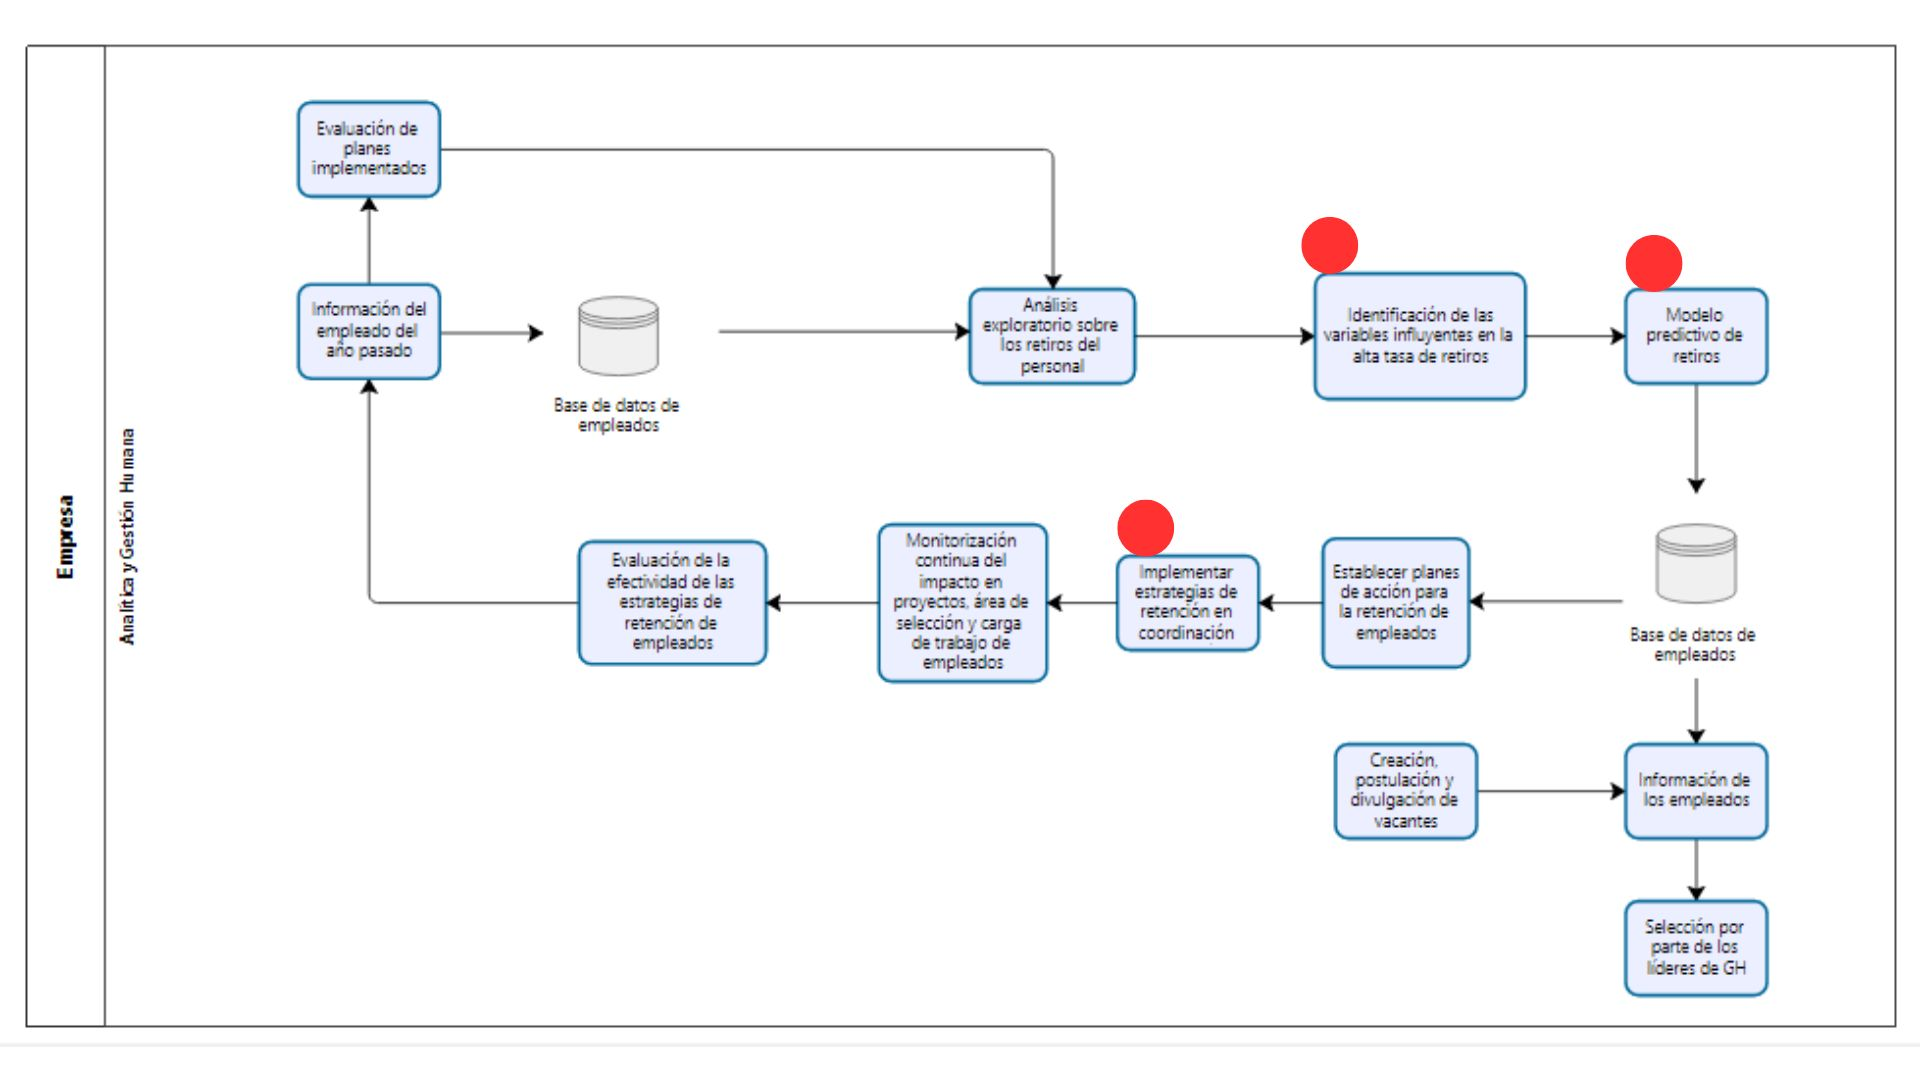 Empresa
Analítica y Gestión Humana
Evaluación de
planes
implementados
Información del
empleado del
año pasado
Base de datos de
empleados
Análisis
exploratorio sobre
los retiros del
personal
Identificación de las
variables influyentes en la
alta tasa de retiros
Modelo
predictivo de
retiros
Evaluación de la
efectividad de las
estrategias de
retención de
empleados
Monitorización
continua del
impacto en
proyectos, área de
selección y carga
de trabajo de
empleados
Implementar
estrategias de
retención en
coordinación
Establecer planes
de acción para
la retención de
empleados
Base de datos de
empleados
Creación,
postulación y
divulgación de
vacantes
Información de
los empleados
Selección por
parte de los
líderes de GH